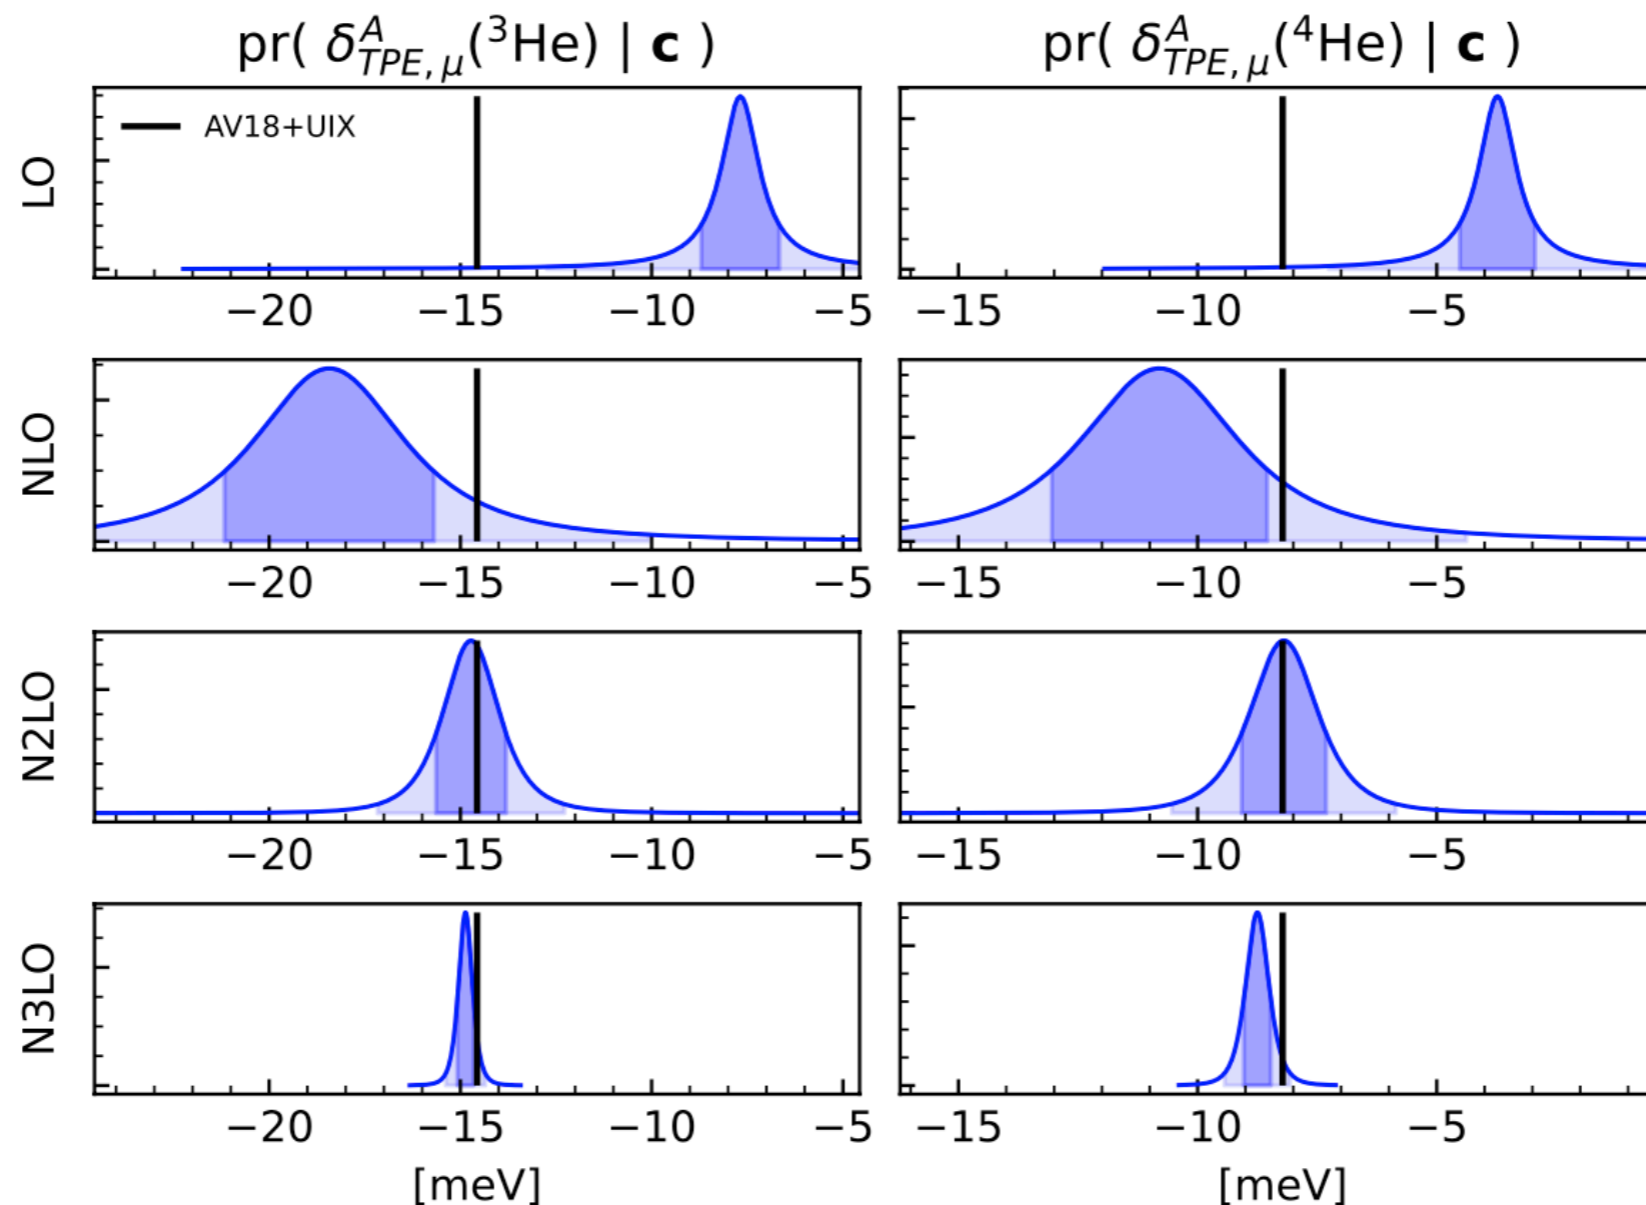 pr( δ^A_{TPE, μ}(³He) | c ) pr( δ^A_{TPE, μ}(⁴He) | c )
LO
AV18+UIX
−20 −15 −10 −5 −15 −10 −5
NLO
−20 −15 −10 −5 −15 −10 −5
N2LO
−20 −15 −10 −5 −15 −10 −5
N3LO
−20 −15 −10 −5 −15 −10 −5
[meV] [meV]